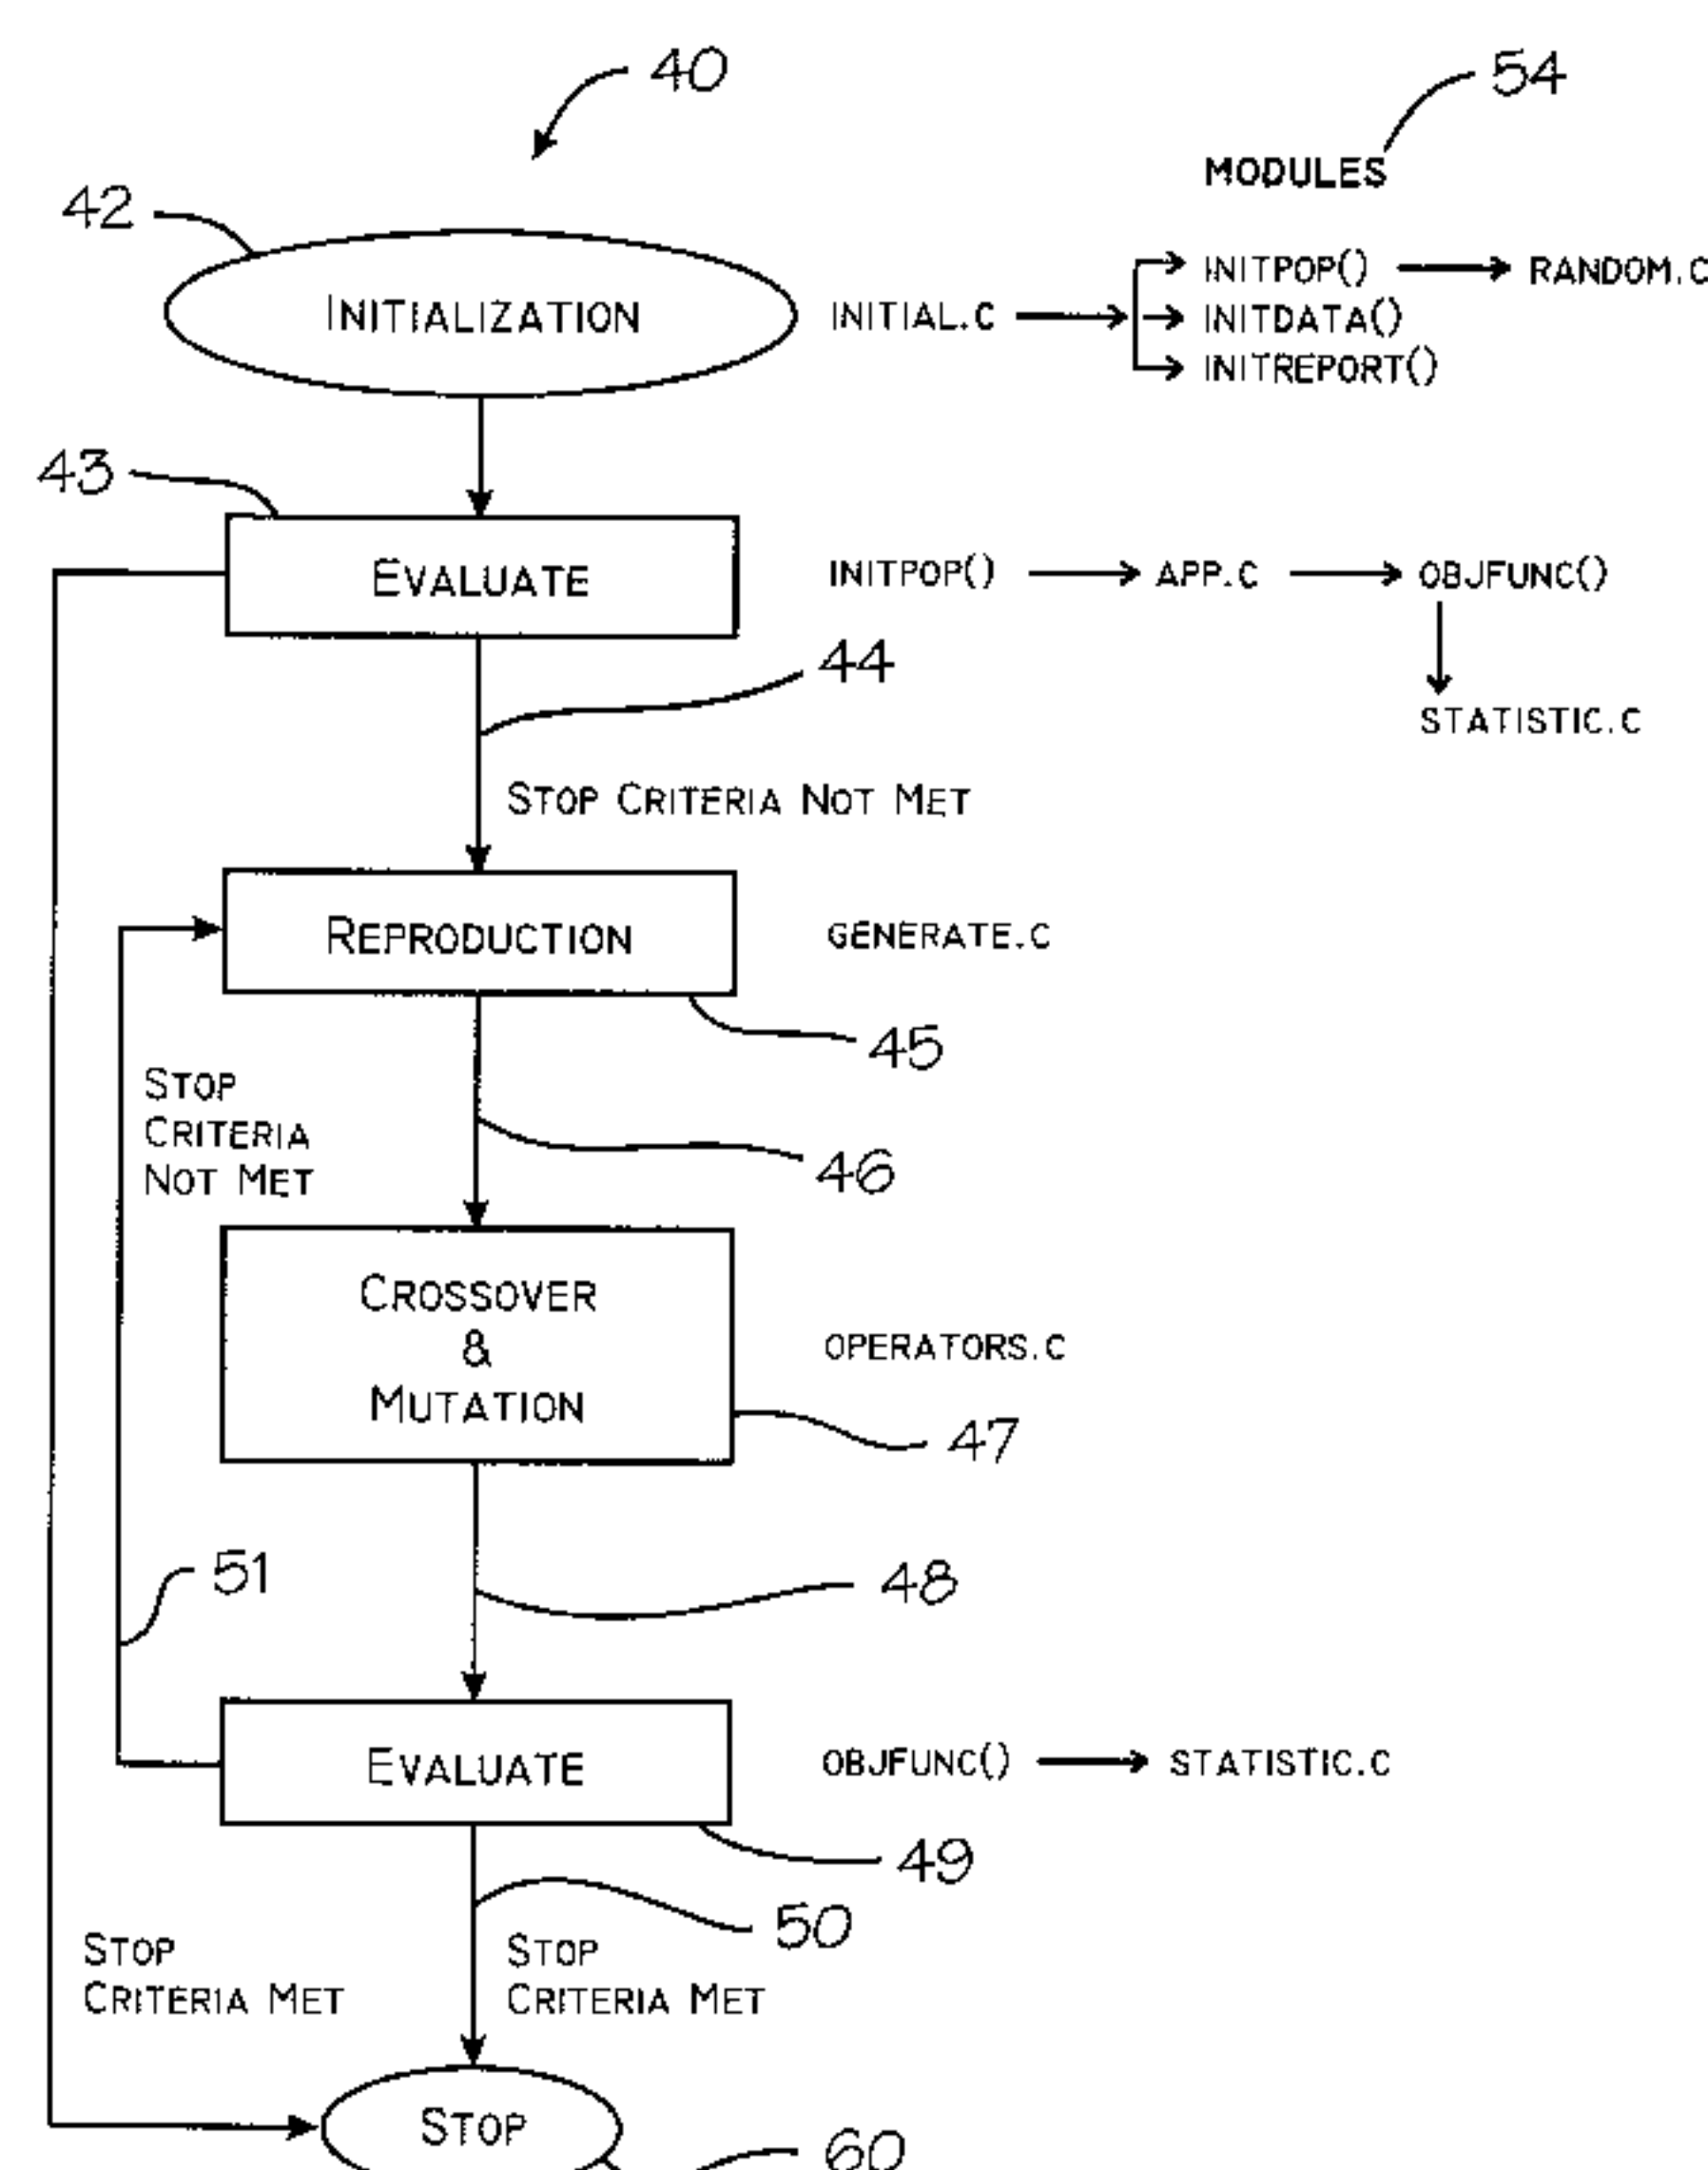 40
54
MODULES
42
INITIALIZATION
INITIAL.C
INITPOP()
RANDOM.C
INITDATA()
INITREPORT()
43
EVALUATE
INITPOP()
APP.C
OBJFUNC()
STATISTIC.C
44
STOP CRITERIA NOT MET
REPRODUCTION
GENERATE.C
45
STOP
CRITERIA
NOT MET
46
CROSSOVER
&
MUTATION
OPERATORS.C
47
51
48
EVALUATE
OBJFUNC()
STATISTIC.C
49
50
STOP
CRITERIA MET
STOP
CRITERIA MET
STOP
60